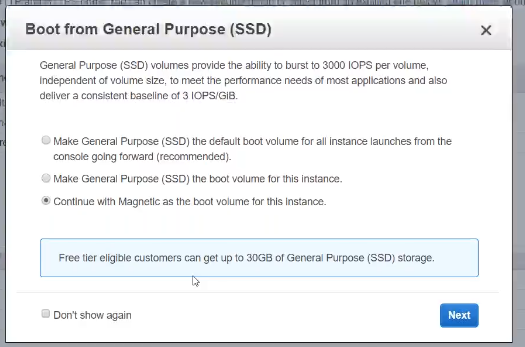 Boot from General Purpose (SSD)
General Purpose (SSD) volumes provide the ability to burst to 3000 IOPS per volume,
independent of volume size, to meet the performance needs of most applications and also
deliver a consistent baseline of 3 IOPS/GiB.
Make General Purpose (SSD) the default boot volume for all instance launches from the
console going forward (recommended).
Make General Purpose (SSD) the boot volume for this instance.
Continue with Magnetic as the boot volume for this instance.
Free tier eligible customers can get up to 30GB of General Purpose (SSD) storage.
Don't show again
Next